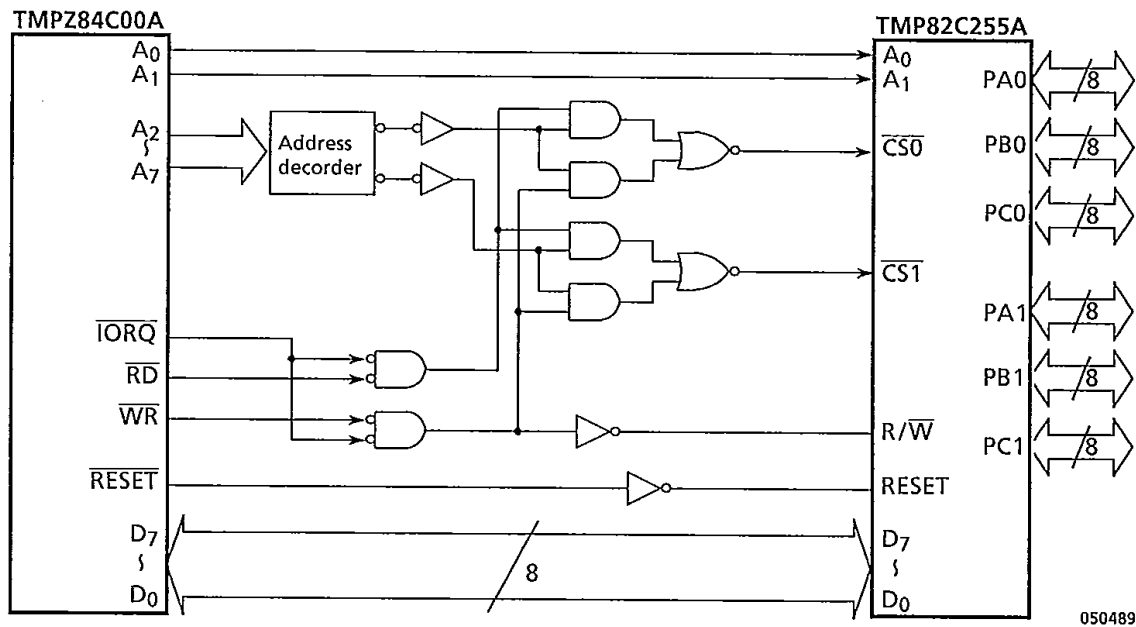 TMPZ84C00A
A0
A1
A2
∫
A7
IORQ
RD
WR
RESET
D7
∫
D0
Address
decorder
8
TMP82C255A
A0
A1
CS0
CS1
R/W
RESET
D7
∫
D0
PA0
8
PB0
8
PC0
8
PA1
8
PB1
8
PC1
8
050489